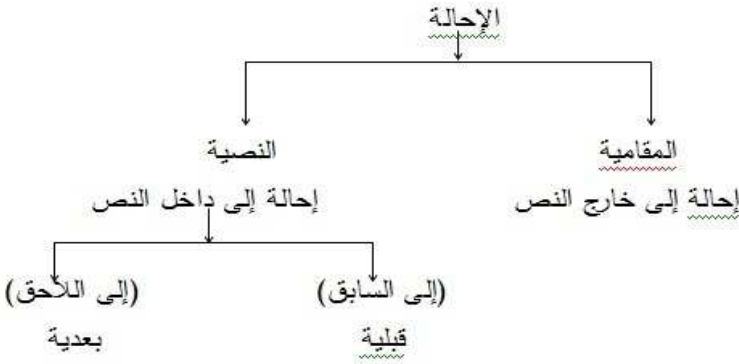 الإحالة
المقامية
النصية
إحالة إلى خارج النص
إحالة إلى داخل النص
(إلى السابق)
(إلى اللاحق)
قبلية
بعدية